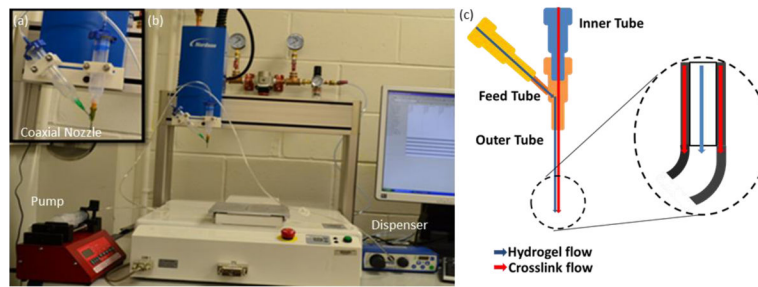 (a)
(b)
Coaxial Nozzle
Pump
Dispenser
(c)
Inner Tube
Feed Tube
Outer Tube
Hydrogel flow
Crosslink flow